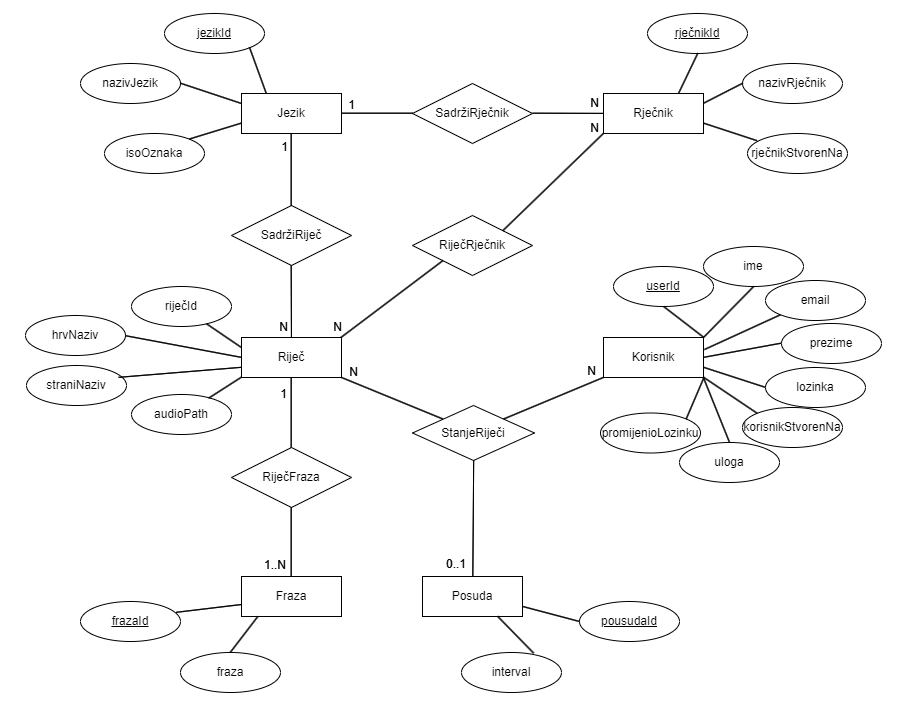 jezikId
rječnikId
nazivJezik
nazivRječnik
Jezik
1
SadržiRječnik
N
Rječnik
N
isoOznaka
1
rječnikStvorenNa
SadržiRiječ
RiječRječnik
ime
userId
email
riječId
hrvNaziv
N
N
prezime
Riječ
Korisnik
straniNaziv
N
N
lozinka
1
audioPath
StanjeRiječi
promijenioLozinku
korisnikStvorenNa
uloga
RiječFraza
1..N
0..1
Fraza
Posuda
frazaId
pousudaId
fraza
interval